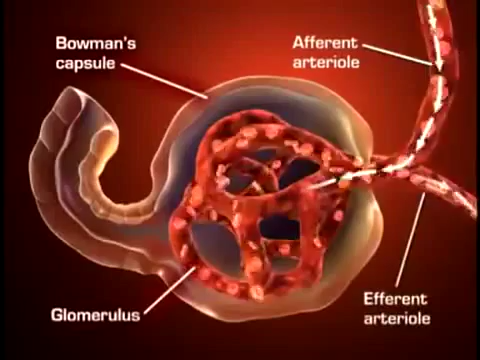 Bowman's
capsule
Afferent
arteriole
Glomerulus
Efferent
arteriole